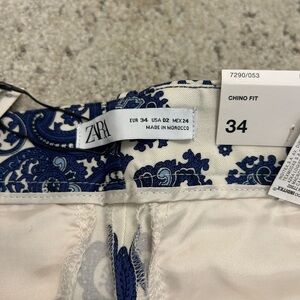 7290/053
CHINO FIT
34
ZARA
EUR 34 USA 02 MEX 24
MADE IN MOROCCO